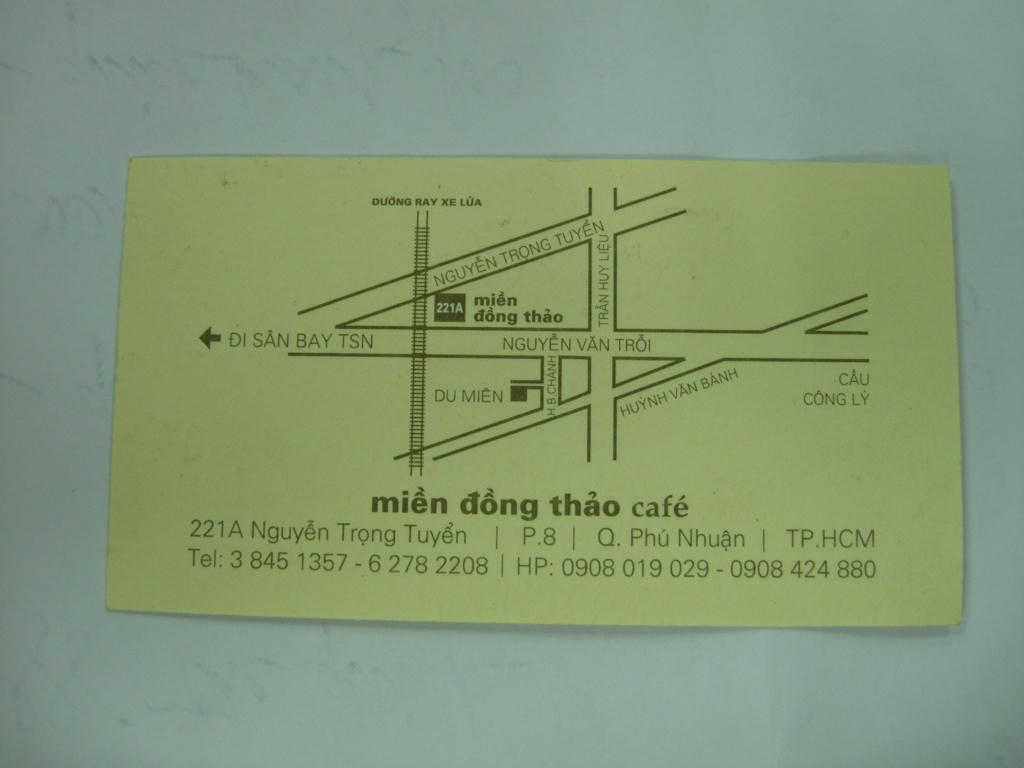 ĐƯỜNG RAY XE LỬA
NGUYỄN TRỌNG TUYỂN
TRẦN HUY LIỆU
221A
miền
đồng thảo
ĐI SÂN BAY TSN
NGUYỄN VĂN TRỖI
H.B.CHÁNH
DU MIÊN
HUỲNH VĂN BÁNH
CẦU
CÔNG LÝ
miền đồng thảo café
221A Nguyễn Trọng Tuyển | P.8 | Q. Phú Nhuận | TP.HCM
Tel: 3 845 1357 - 6 278 2208 | HP: 0908 019 029 - 0908 424 880